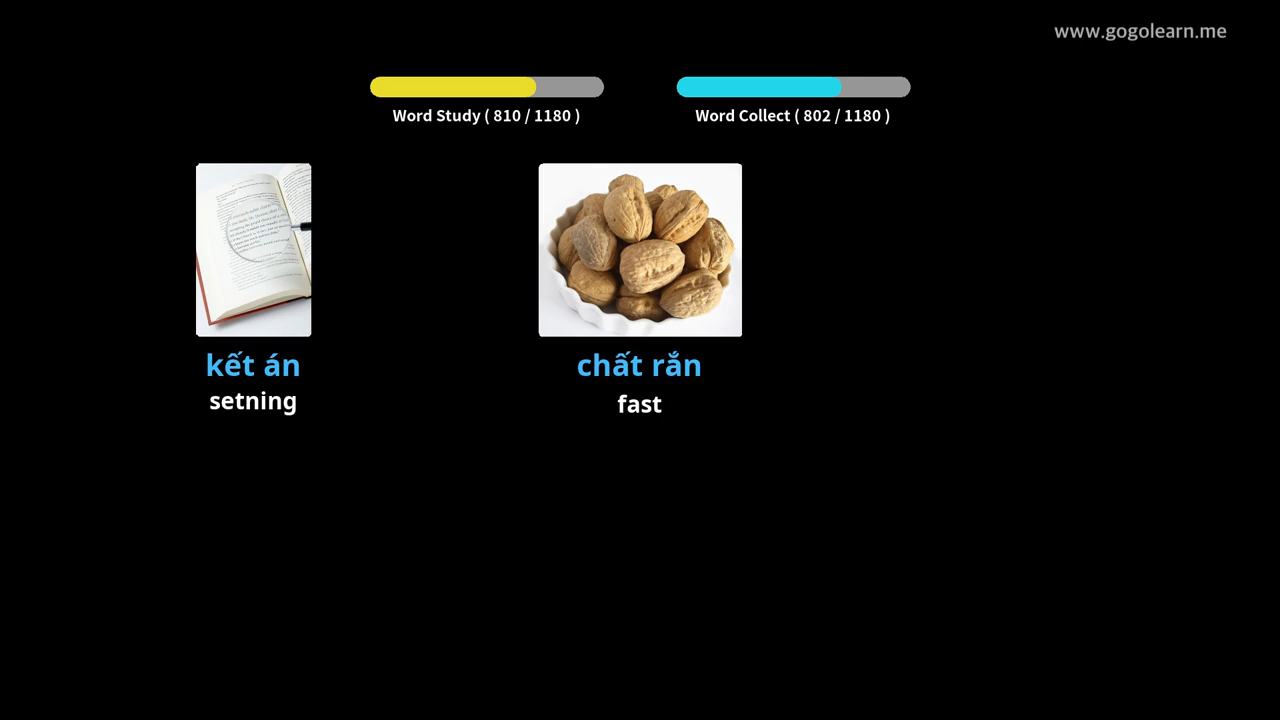 www.gogolearn.me
Word Study ( 810 / 1180 )
Word Collect ( 802 / 1180 )
kết án
setning
chất rắn
fast